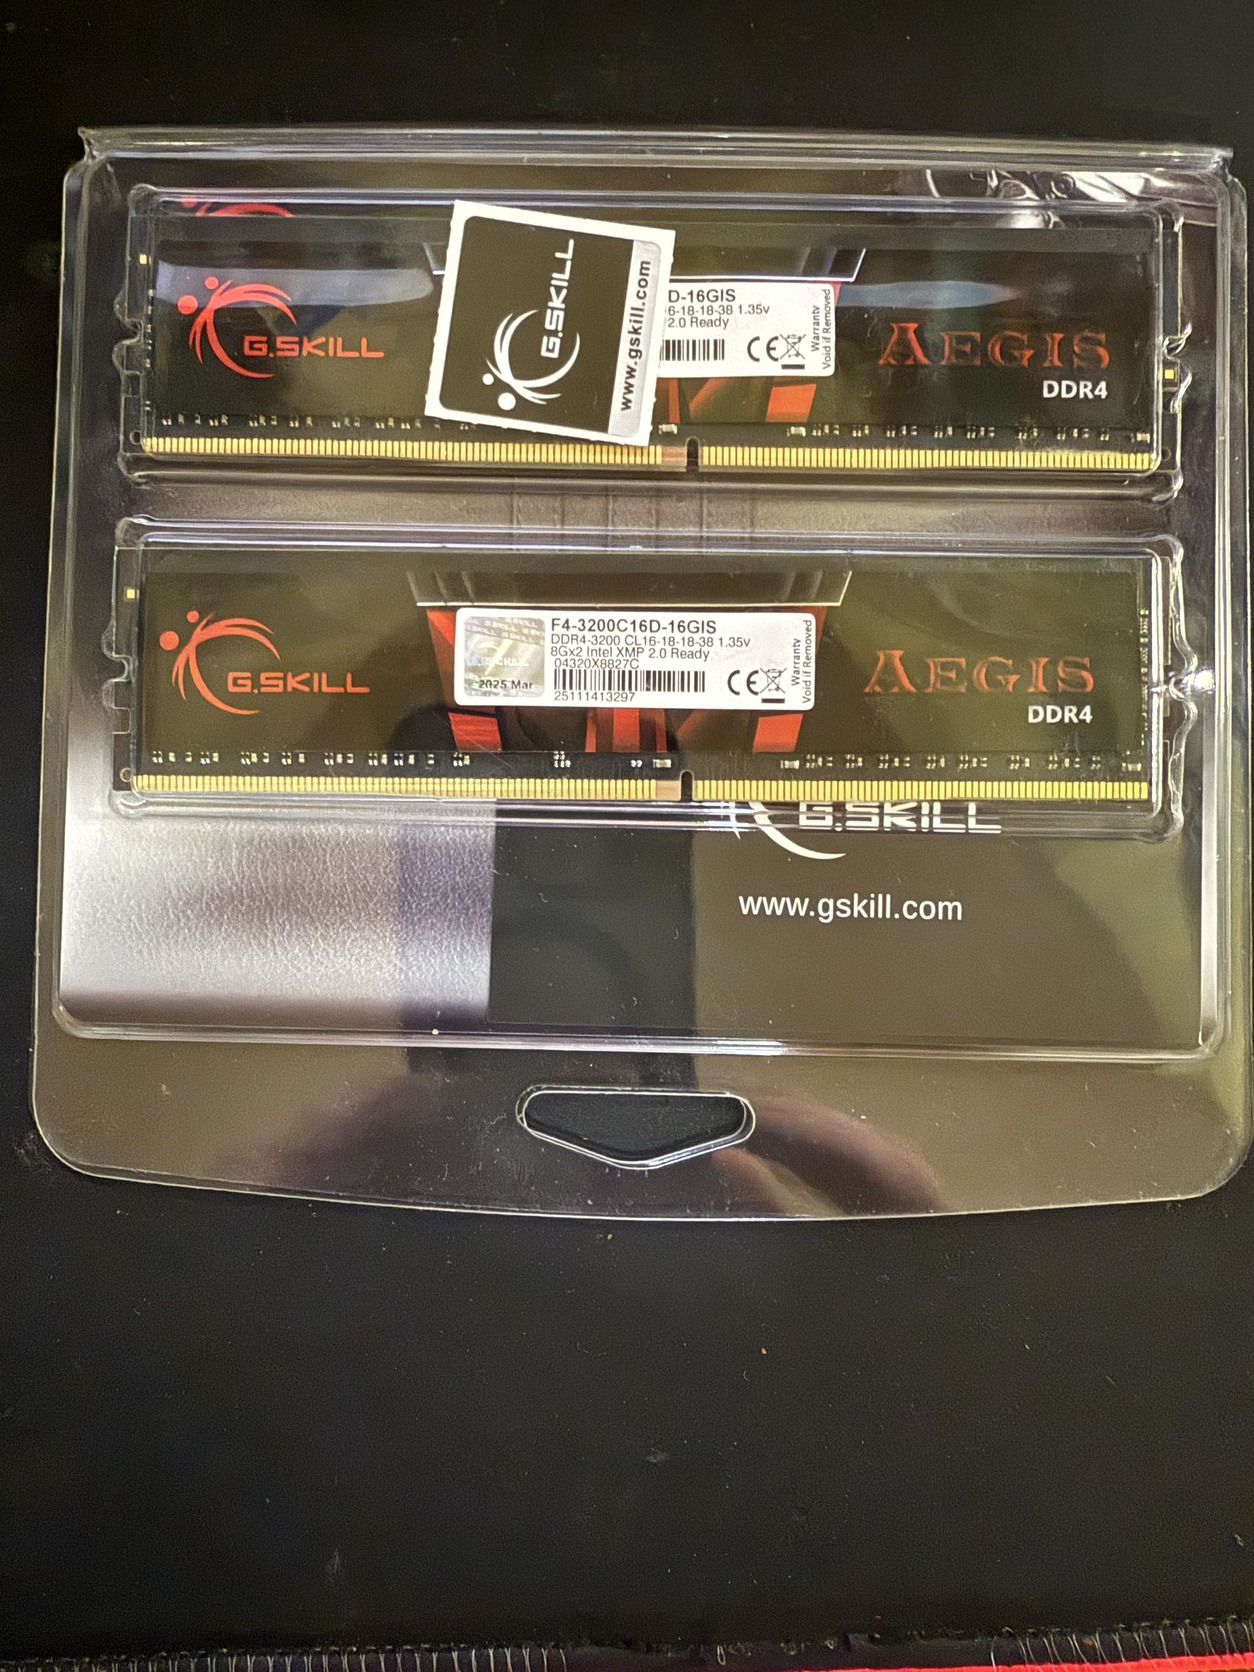 G.SKILL
G.SKILL
www.gskill.com
D-16GIS
6-18-18-38 1.35v
2.0 Ready
Warranty
Void if Removed
AEGIS
DDR4
G.SKILL
2025 Mar
F4-3200C16D-16GIS
DDR4-3200 CL16-18-18-38 1.35v
8Gx2 Intel XMP 2.0 Ready
04320X8827C
25111413297
Warranty
Void if Removed
AEGIS
DDR4
G.SKILL
www.gskill.com